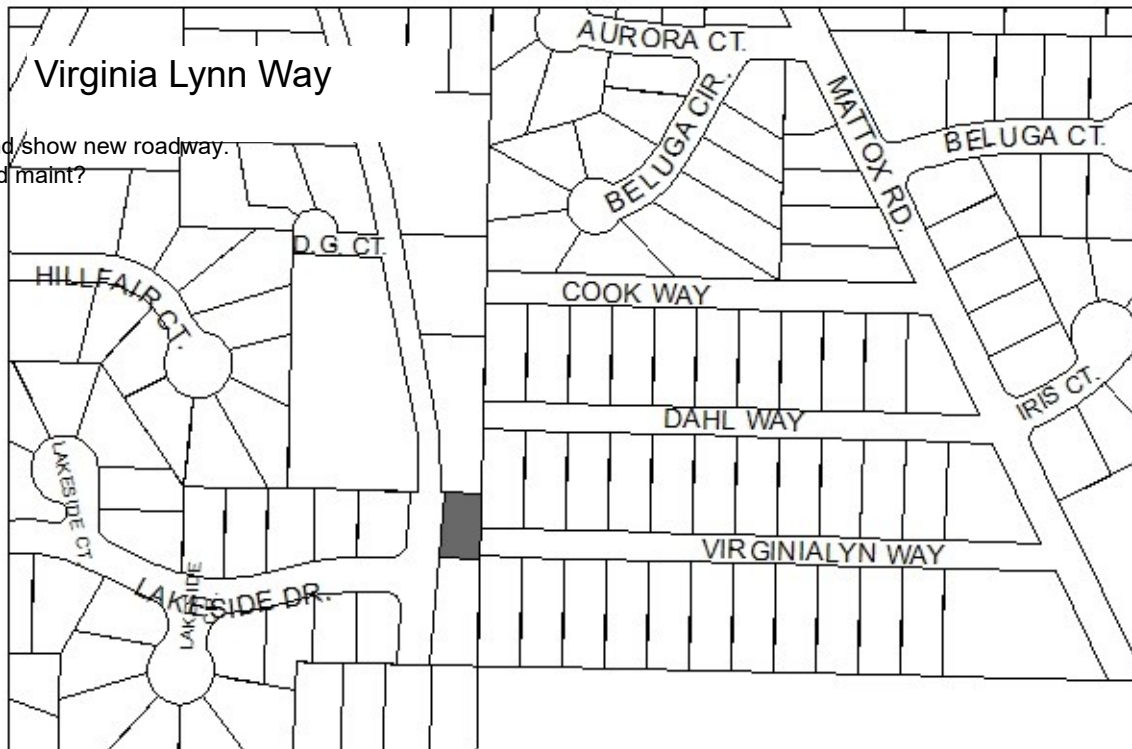 AURORA CT.
Virginia Lynn Way
MATTOX RD.
BELUGA CIR.
BELUGA CT.
d show new roadway.
d maint?
D.G. CT.
HILLFAIR CT.
COOK WAY
IRIS CT.
DAHL WAY
LAKESIDE CT
VIRGINIALYN WAY
LAKESIDE DR.
LAKESIDE